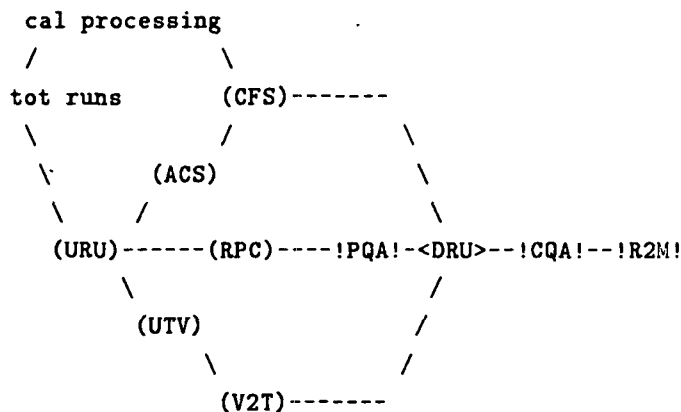 cal processing
/ \
tot runs (CFS)-------
\ / \
\ (ACS) \
\ / \
(URU)------(RPC)----!PQA!-<DRU>--!CQA!--!R2M!
\ /
(UTV) /
\ /
(V2T)-------